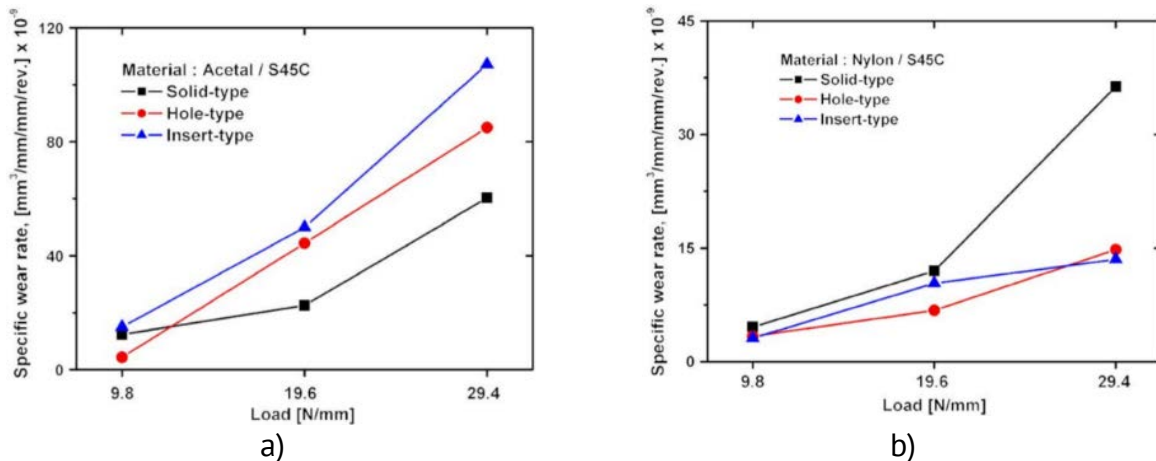 Specific wear rate, [mm³/mm/mm/rev.] x 10⁻⁹
120
80
40
0
Material : Acetal / S45C
Solid-type
Hole-type
Insert-type
9.8
19.6
29.4
Load [N/mm]
a)
Specific wear rate, [mm³/mm/mm/rev.] x 10⁻⁹
45
35
15
0
Material : Nylon / S45C
Solid-type
Hole-type
Insert-type
9.8
19.6
29.4
Load [N/mm]
b)